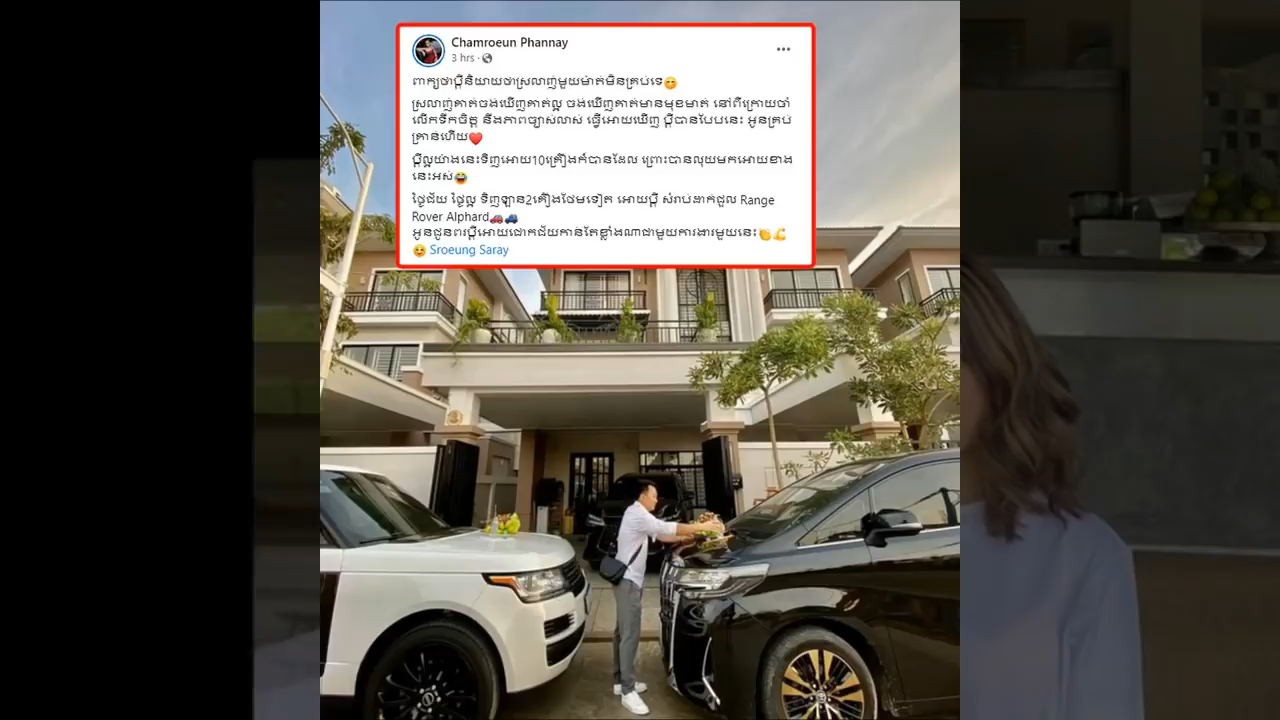 Chamroeun Phannay
3 hrs
ពាក្យថាប្ដីនិយាយថាស្រលាញ់មួយម៉ាត់មិនគ្រប់ទេ😋
ស្រលាញ់គាត់ចង់ឃើញគាត់ល្អ ចង់ឃើញគាត់មានមុខមាត់ នៅពីក្រោយចាំ
លើកទឹកចិត្ត នឹងភាពច្បាស់លាស់ ធ្វើអោយឃើញ ប្ដីបានបែបនេះ អូនគ្រប់
គ្រាន់ហើយ❤️
ប្ដីល្អយ៉ាងនេះទិញអោយ10គ្រឿងក៏បានដែល ព្រោះបានលុយមកអោយខាង
នេះអស់😂
ថ្ងៃជ័យ ថ្ងៃល្អ ទិញឡាន2គឿងថែមទៀត អោយប្ដី សំរាប់ដាក់ជួល Range
Rover Alphard🚗🚙
អូនជូនពរប្ដីអោយជោកជ័យកាន់តែខ្លាំងណាជាមួយការងារមួយនេះ👏💪
☺️ Sroeung Saray